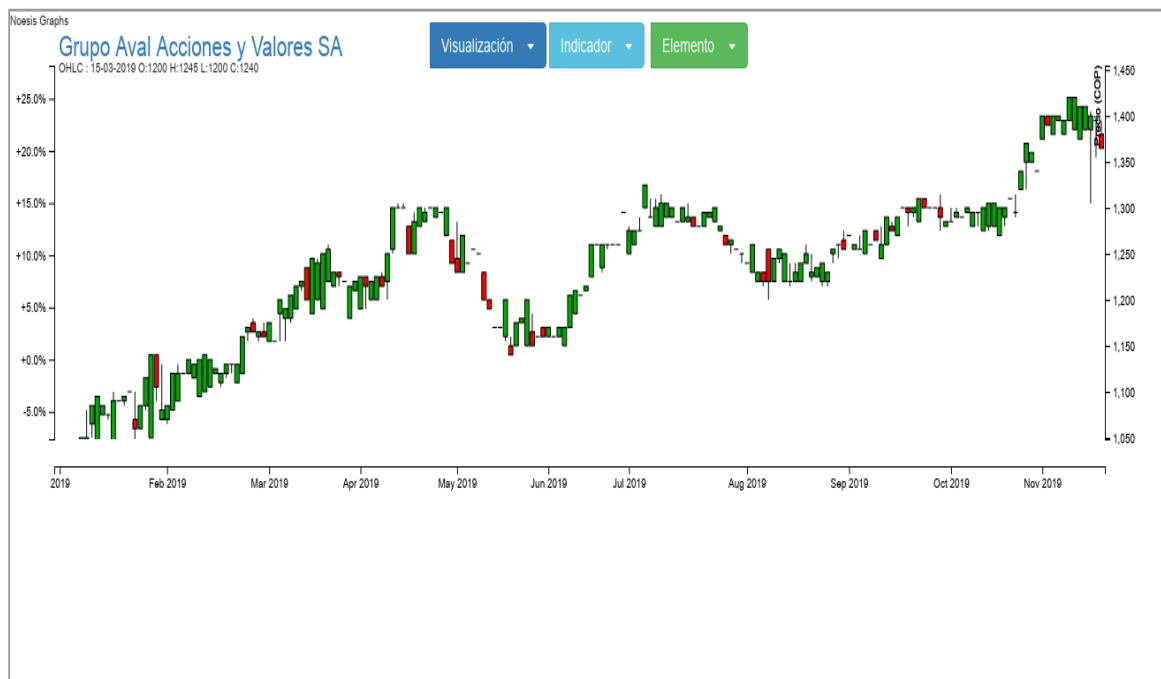 Noesis Graphs
Grupo Aval Acciones y Valores SA
OHLC : 15-03-2019 O:1200 H:1245 L:1200 C:1240
Visualización
Indicador
Elemento
+25.0%
+20.0%
+15.0%
+10.0%
+5.0%
+0.0%
-5.0%
Precio (COP)
1,450
1,400
1,350
1,300
1,250
1,200
1,150
1,100
1,050
2019
Feb 2019
Mar 2019
Apr 2019
May 2019
Jun 2019
Jul 2019
Aug 2019
Sep 2019
Oct 2019
Nov 2019